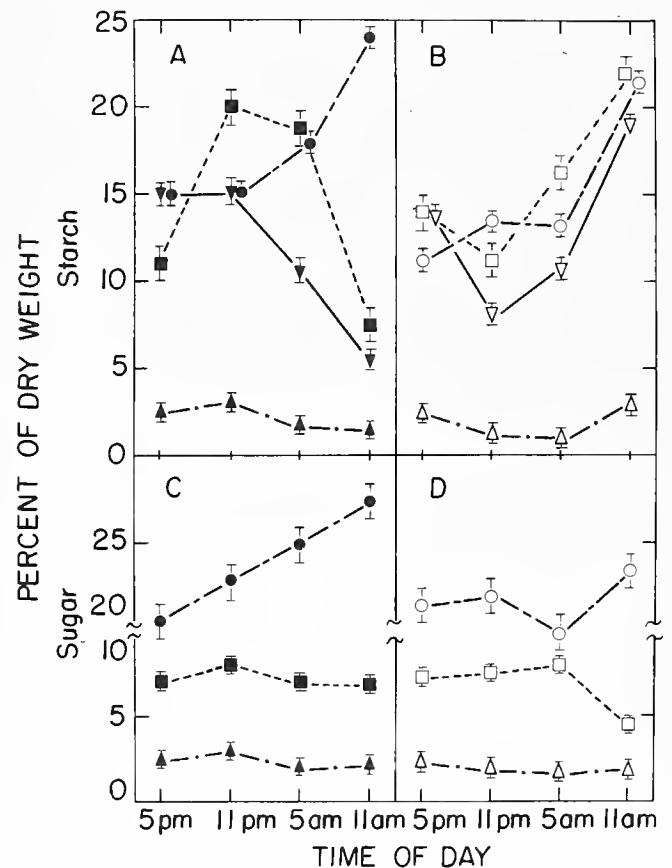 PERCENT OF DRY WEIGHT
Starch
Sugar
A
B
25
20
15
10
5
0
C
D
25
20
10
5
0
5pm 11pm 5am 11am
5pm 11pm 5am 11am
TIME OF DAY